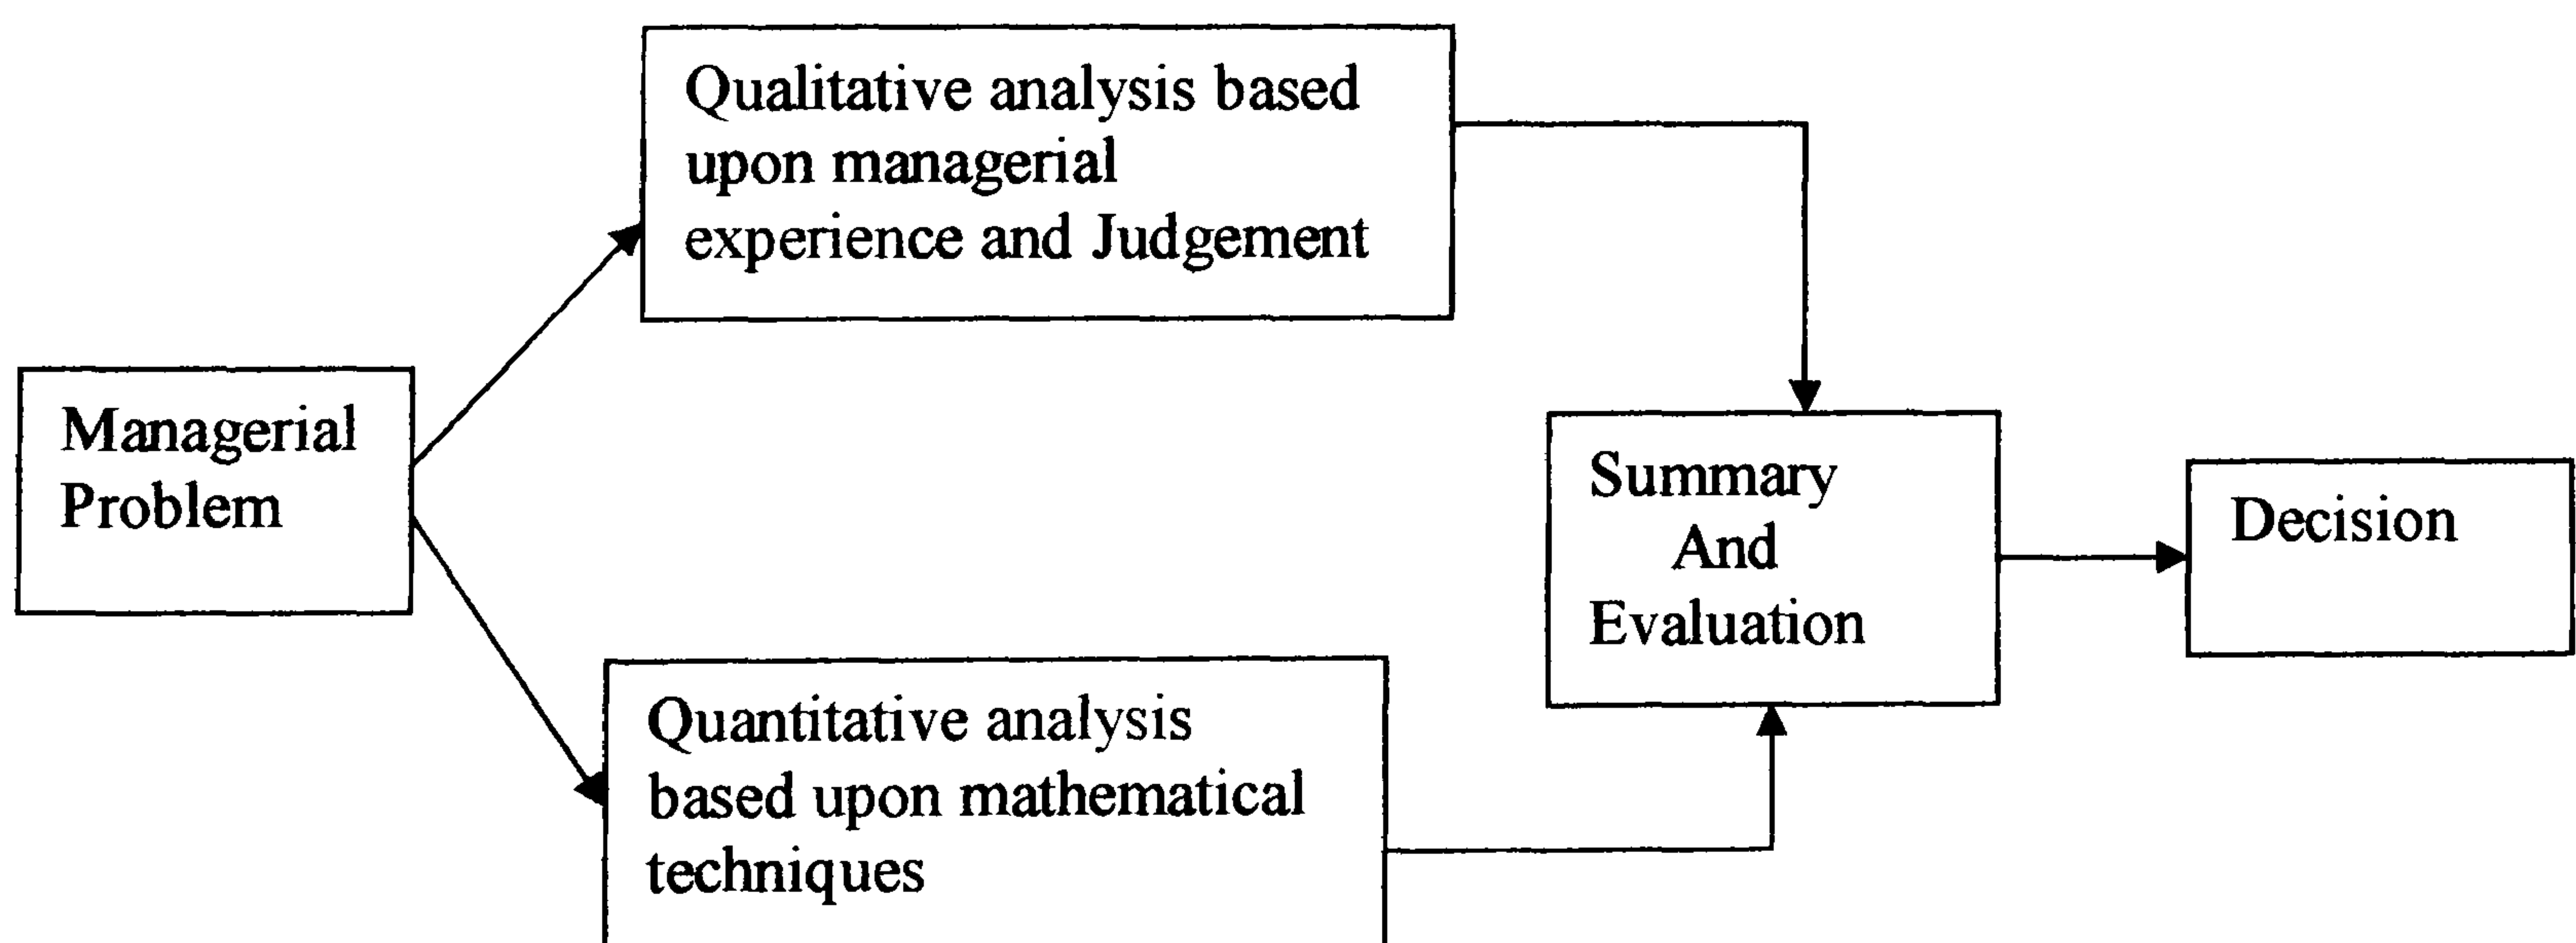 Qualitative analysis based
upon managerial
experience and Judgement
Managerial
Problem
Summary
And
Evaluation
Decision
Quantitative analysis
based upon mathematical
techniques